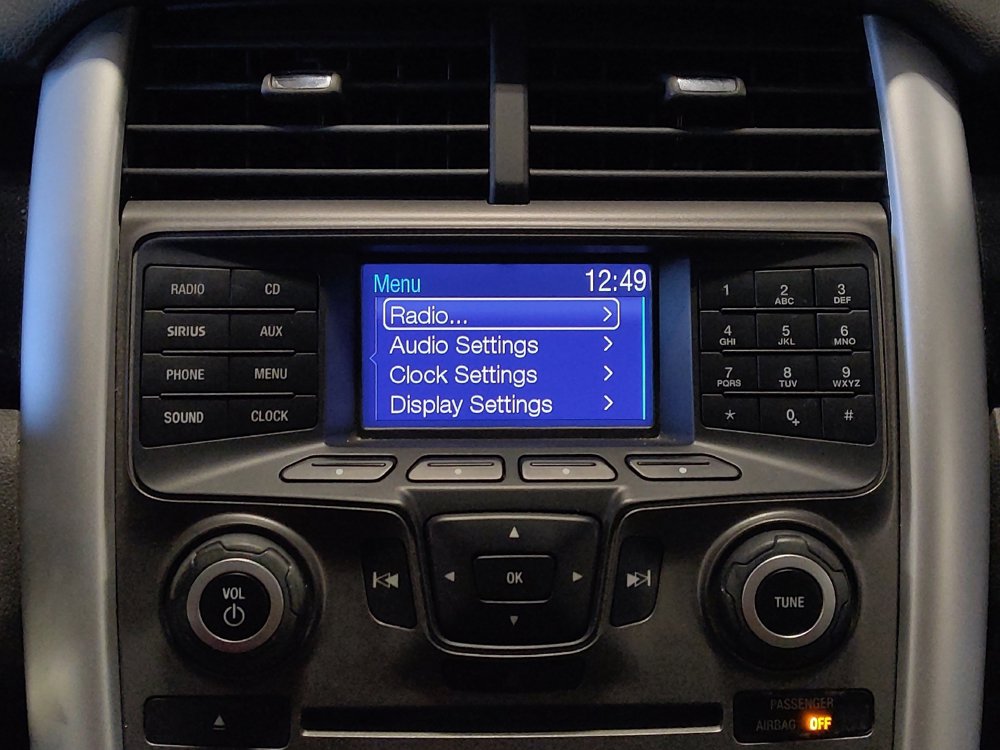 RADIO CD
SIRIUS AUX
PHONE MENU
SOUND CLOCK
Menu 12:49
Radio...
Audio Settings
Clock Settings
Display Settings
1 2 3
ABC DEF
4 5 6
GHI JKL MNO
7 8 9
PQRS TUV WXYZ
* 0 #
+
VOL
OK
TUNE
PASSENGER
AIRBAG OFF